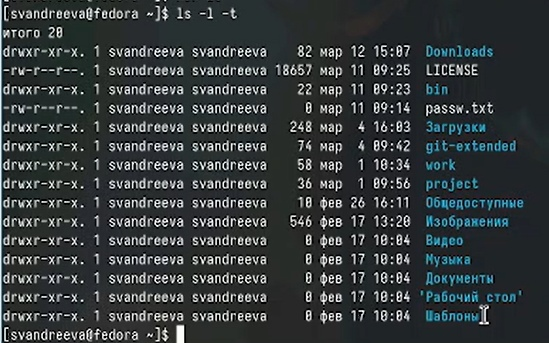 [svandreeva@fedora ~]$ ls -l -t
итого 20
drwxr-xr-x. 1 svandreeva svandreeva 82 мар 12 15:07 Downloads
-rw-r--r--. 1 svandreeva svandreeva 18657 мар 11 09:25 LICENSE
drwxr-xr-x. 1 svandreeva svandreeva 22 мар 11 09:23 bin
-rw-r--r--. 1 svandreeva svandreeva 0 мар 11 09:14 passw.txt
drwxr-xr-x. 1 svandreeva svandreeva 248 мар 4 16:03 Загрузки
drwxr-xr-x. 1 svandreeva svandreeva 74 мар 4 09:42 git-extended
drwxr-xr-x. 1 svandreeva svandreeva 58 мар 1 10:34 work
drwxr-xr-x. 1 svandreeva svandreeva 36 мар 1 09:56 project
drwxr-xr-x. 1 svandreeva svandreeva 10 фев 26 16:11 Общедоступные
drwxr-xr-x. 1 svandreeva svandreeva 546 фев 17 13:20 Изображения
drwxr-xr-x. 1 svandreeva svandreeva 0 фев 17 10:04 Видео
drwxr-xr-x. 1 svandreeva svandreeva 0 фев 17 10:04 Музыка
drwxr-xr-x. 1 svandreeva svandreeva 0 фев 17 10:04 Документы
drwxr-xr-x. 1 svandreeva svandreeva 0 фев 17 10:04 'Рабочий стол'
drwxr-xr-x. 1 svandreeva svandreeva 0 фев 17 10:04 Шаблоны
[svandreeva@fedora ~]$